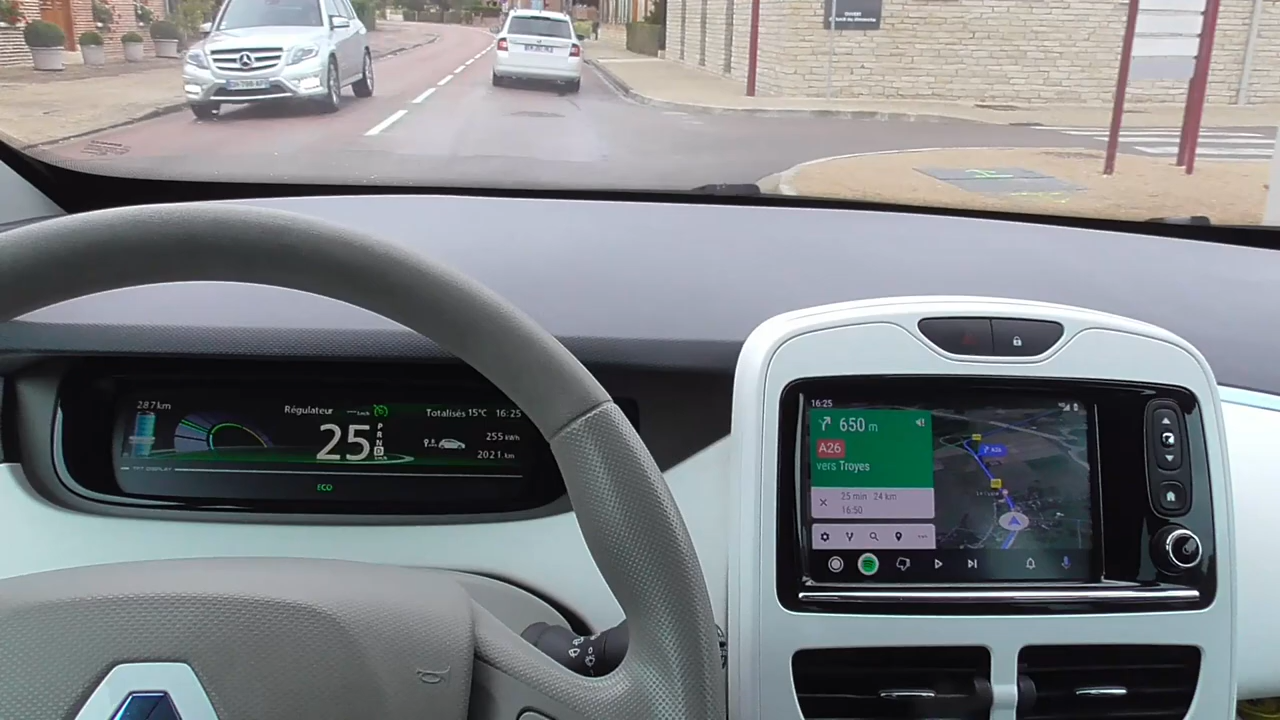 287 km
Régulateur
Totalisés 15°C 16:25
25
P
R
N
D
255 kWh
2021 km
ECO
16:25
650 m
A26
vers Troyes
25 min 24 km
16:50
A26